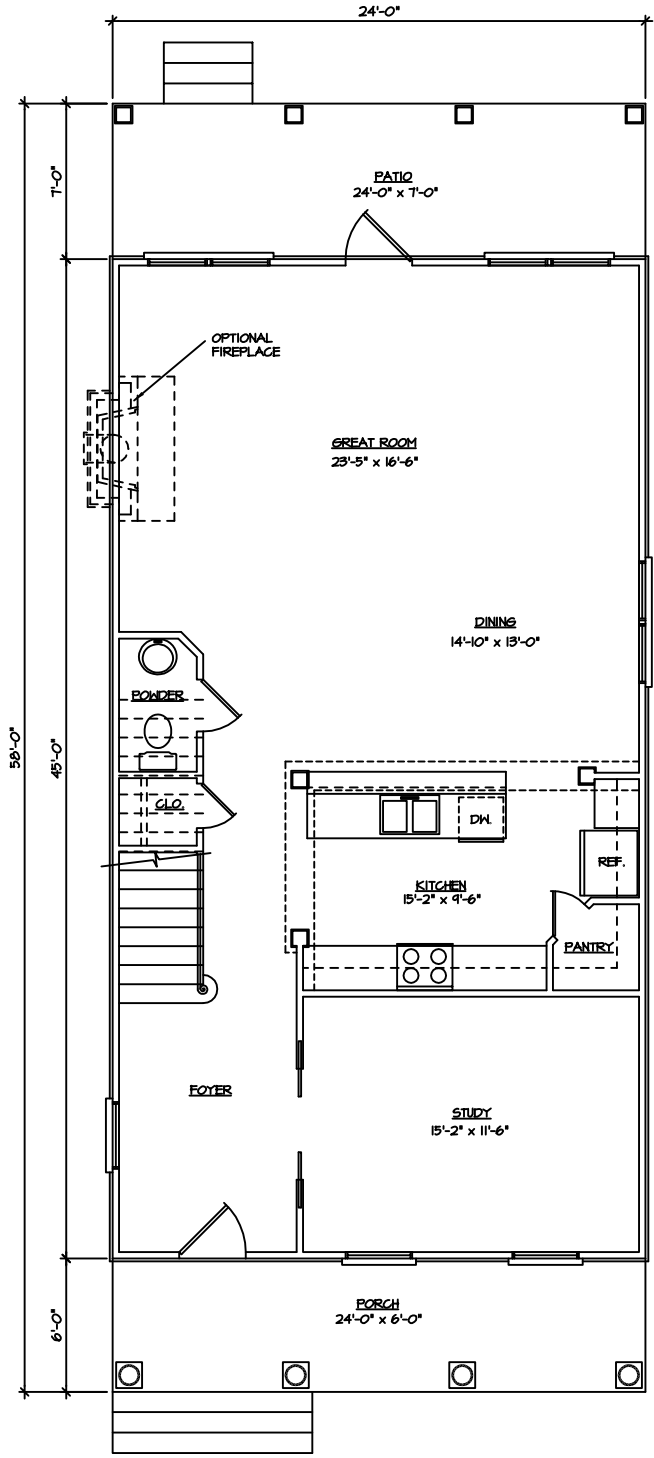 24'-0"
7'-0"
PATIO
24'-0" x 7'-0"
OPTIONAL
FIREPLACE
GREAT ROOM
23'-5" x 16'-6"
DINING
14'-10" x 13'-0"
POWDER
58'-0"
45'-0"
CLO.
DW.
REF.
KITCHEN
15'-2" x 9'-6"
PANTRY
FOYER
STUDY
15'-2" x 11'-6"
6'-0"
PORCH
24'-0" x 6'-0"